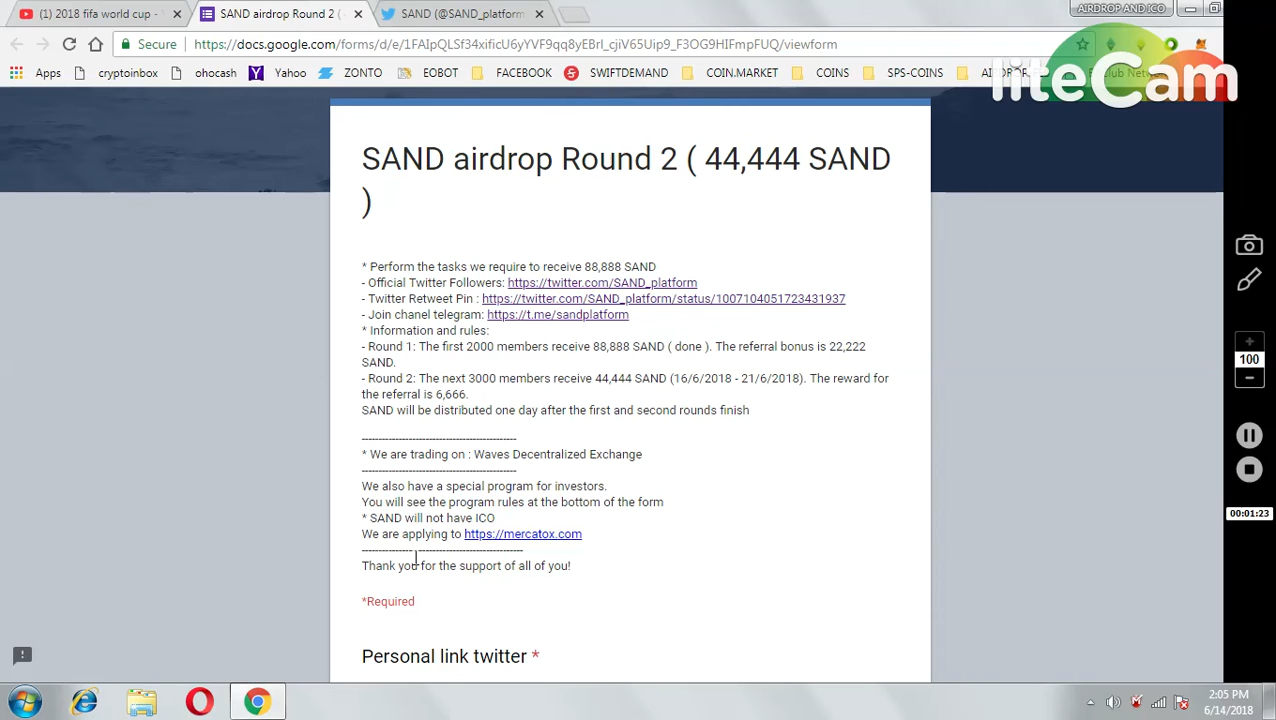 (1) 2018 fifa world cup -
SAND airdrop Round 2 (
SAND (@SAND_platform
AIRDROP AND ICO
Secure
https://docs.google.com/forms/d/e/1FAIpQLSf34xificU6yYVF9qq8yEBrI_cjiV65Uip9_F3OG9HIFmpFUQ/viewform
Apps
cryptoinbox
ohocash
Yahoo
ZONTO
EOBOT
FACEBOOK
SWIFTDEMAND
COIN.MARKET
COINS
SPS-COINS
liteCam
SAND airdrop Round 2 ( 44,444 SAND
)
* Perform the tasks we require to receive 88,888 SAND
- Official Twitter Followers: https://twitter.com/SAND_platform
- Twitter Retweet Pin : https://twitter.com/SAND_platform/status/1007104051723431937
- Join chanel telegram: https://t.me/sandplatform
* Information and rules:
- Round 1: The first 2000 members receive 88,888 SAND ( done ). The referral bonus is 22,222
SAND.
- Round 2: The next 3000 members receive 44,444 SAND (16/6/2018 - 21/6/2018). The reward for
the referral is 6,666.
SAND will be distributed one day after the first and second rounds finish
-----------------------------------------------
* We are trading on : Waves Decentralized Exchange
-----------------------------------------------
We also have a special program for investors.
You will see the program rules at the bottom of the form
* SAND will not have ICO
We are applying to https://mercatox.com
-------------------------------------------------
Thank you for the support of all of you!
*Required
Personal link twitter *
100
00:01:23
2:05 PM
6/14/2018